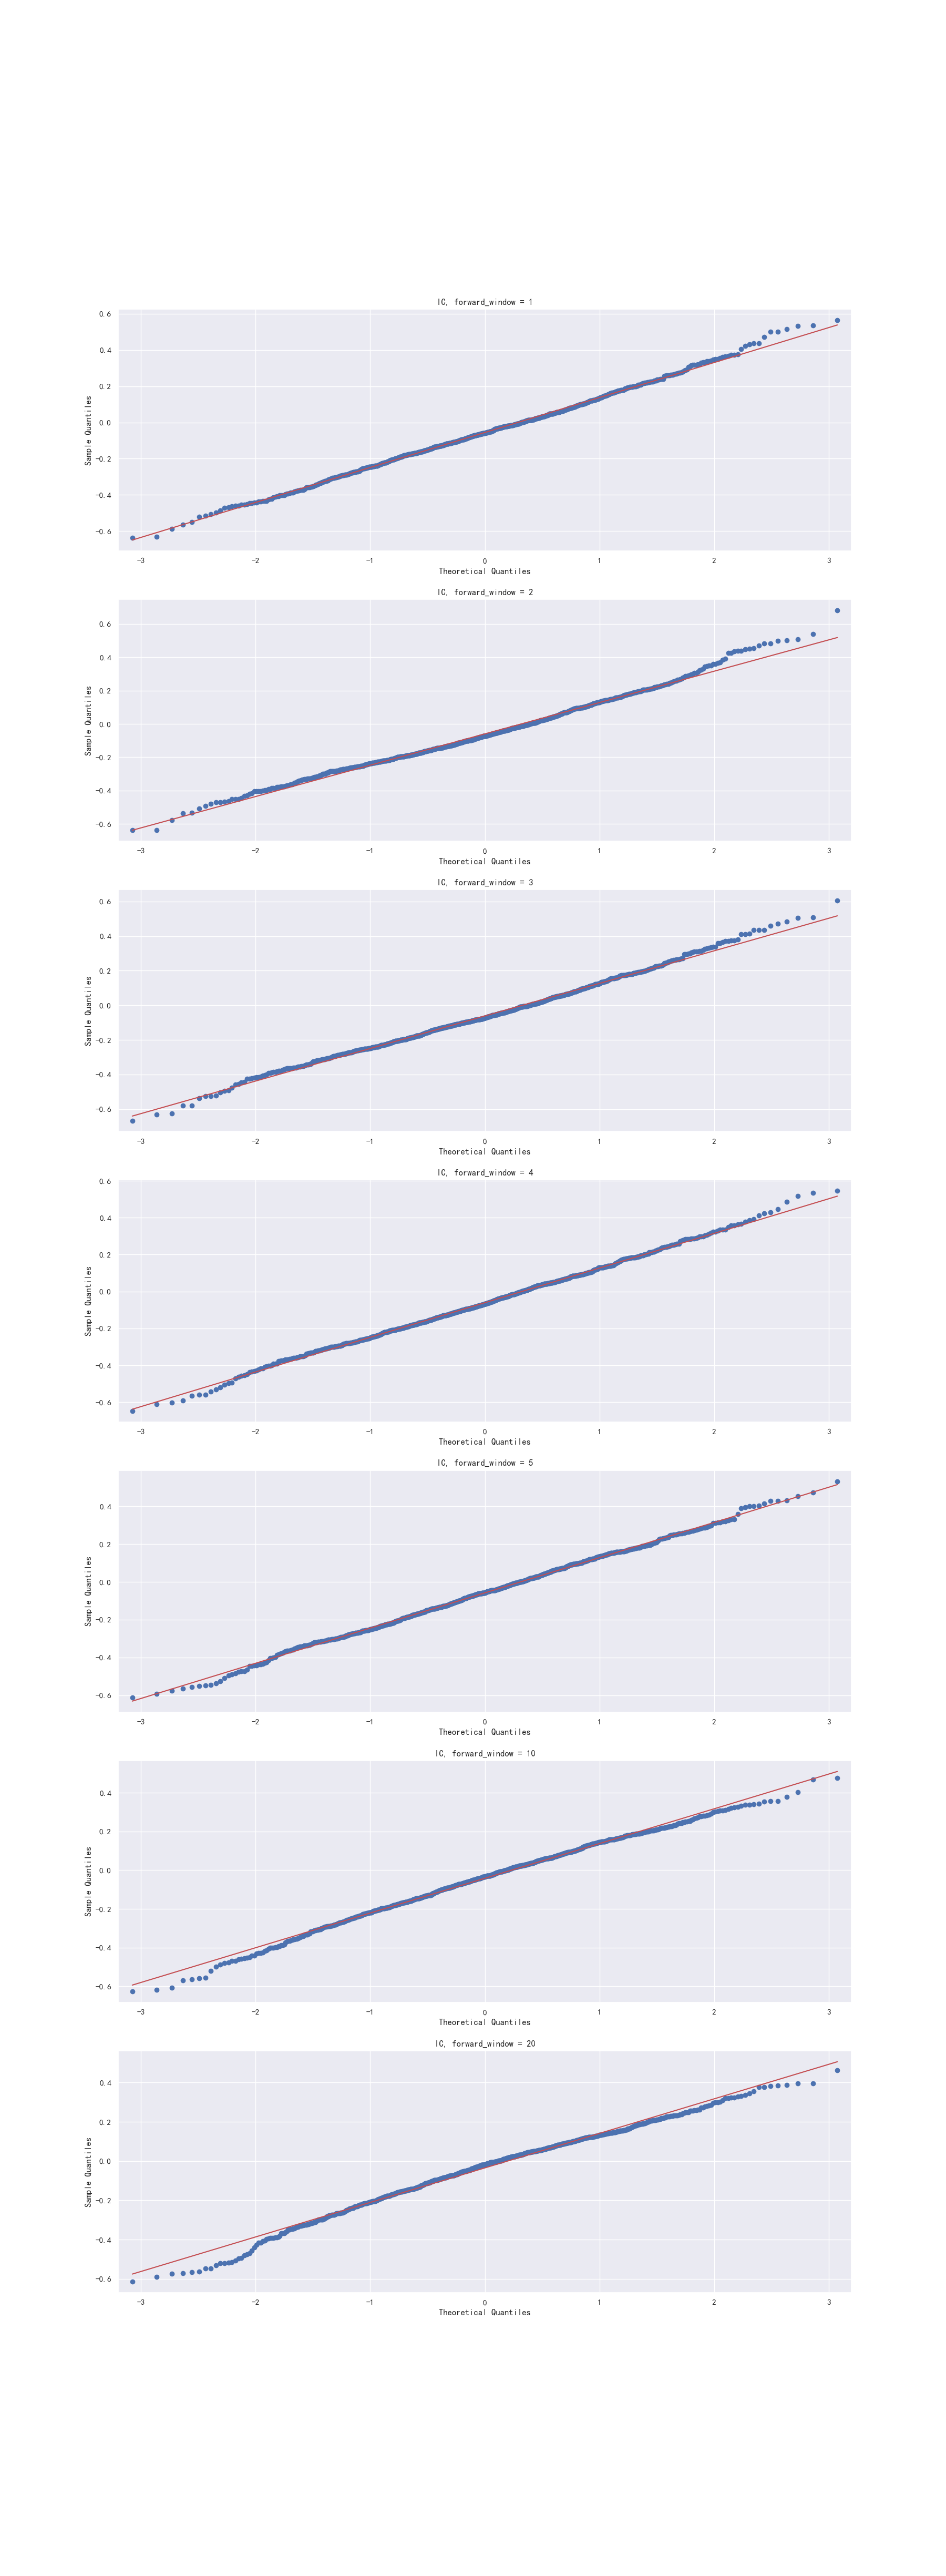 IC, forward_window = 1
0.6
0.4
0.2
0.0
-0.2
-0.4
-0.6
Sample Quantiles
-3 -2 -1 0 1 2 3
Theoretical Quantiles
IC, forward_window = 2
0.6
0.4
0.2
0.0
-0.2
-0.4
-0.6
Sample Quantiles
-3 -2 -1 0 1 2 3
Theoretical Quantiles
IC, forward_window = 3
0.6
0.4
0.2
0.0
-0.2
-0.4
-0.6
Sample Quantiles
-3 -2 -1 0 1 2 3
Theoretical Quantiles
IC, forward_window = 4
0.6
0.4
0.2
0.0
-0.2
-0.4
-0.6
Sample Quantiles
-3 -2 -1 0 1 2 3
Theoretical Quantiles
IC, forward_window = 5
0.4
0.2
0.0
-0.2
-0.4
-0.6
Sample Quantiles
-3 -2 -1 0 1 2 3
Theoretical Quantiles
IC, forward_window = 10
0.4
0.2
0.0
-0.2
-0.4
-0.6
Sample Quantiles
-3 -2 -1 0 1 2 3
Theoretical Quantiles
IC, forward_window = 20
0.4
0.2
0.0
-0.2
-0.4
-0.6
Sample Quantiles
-3 -2 -1 0 1 2 3
Theoretical Quantiles